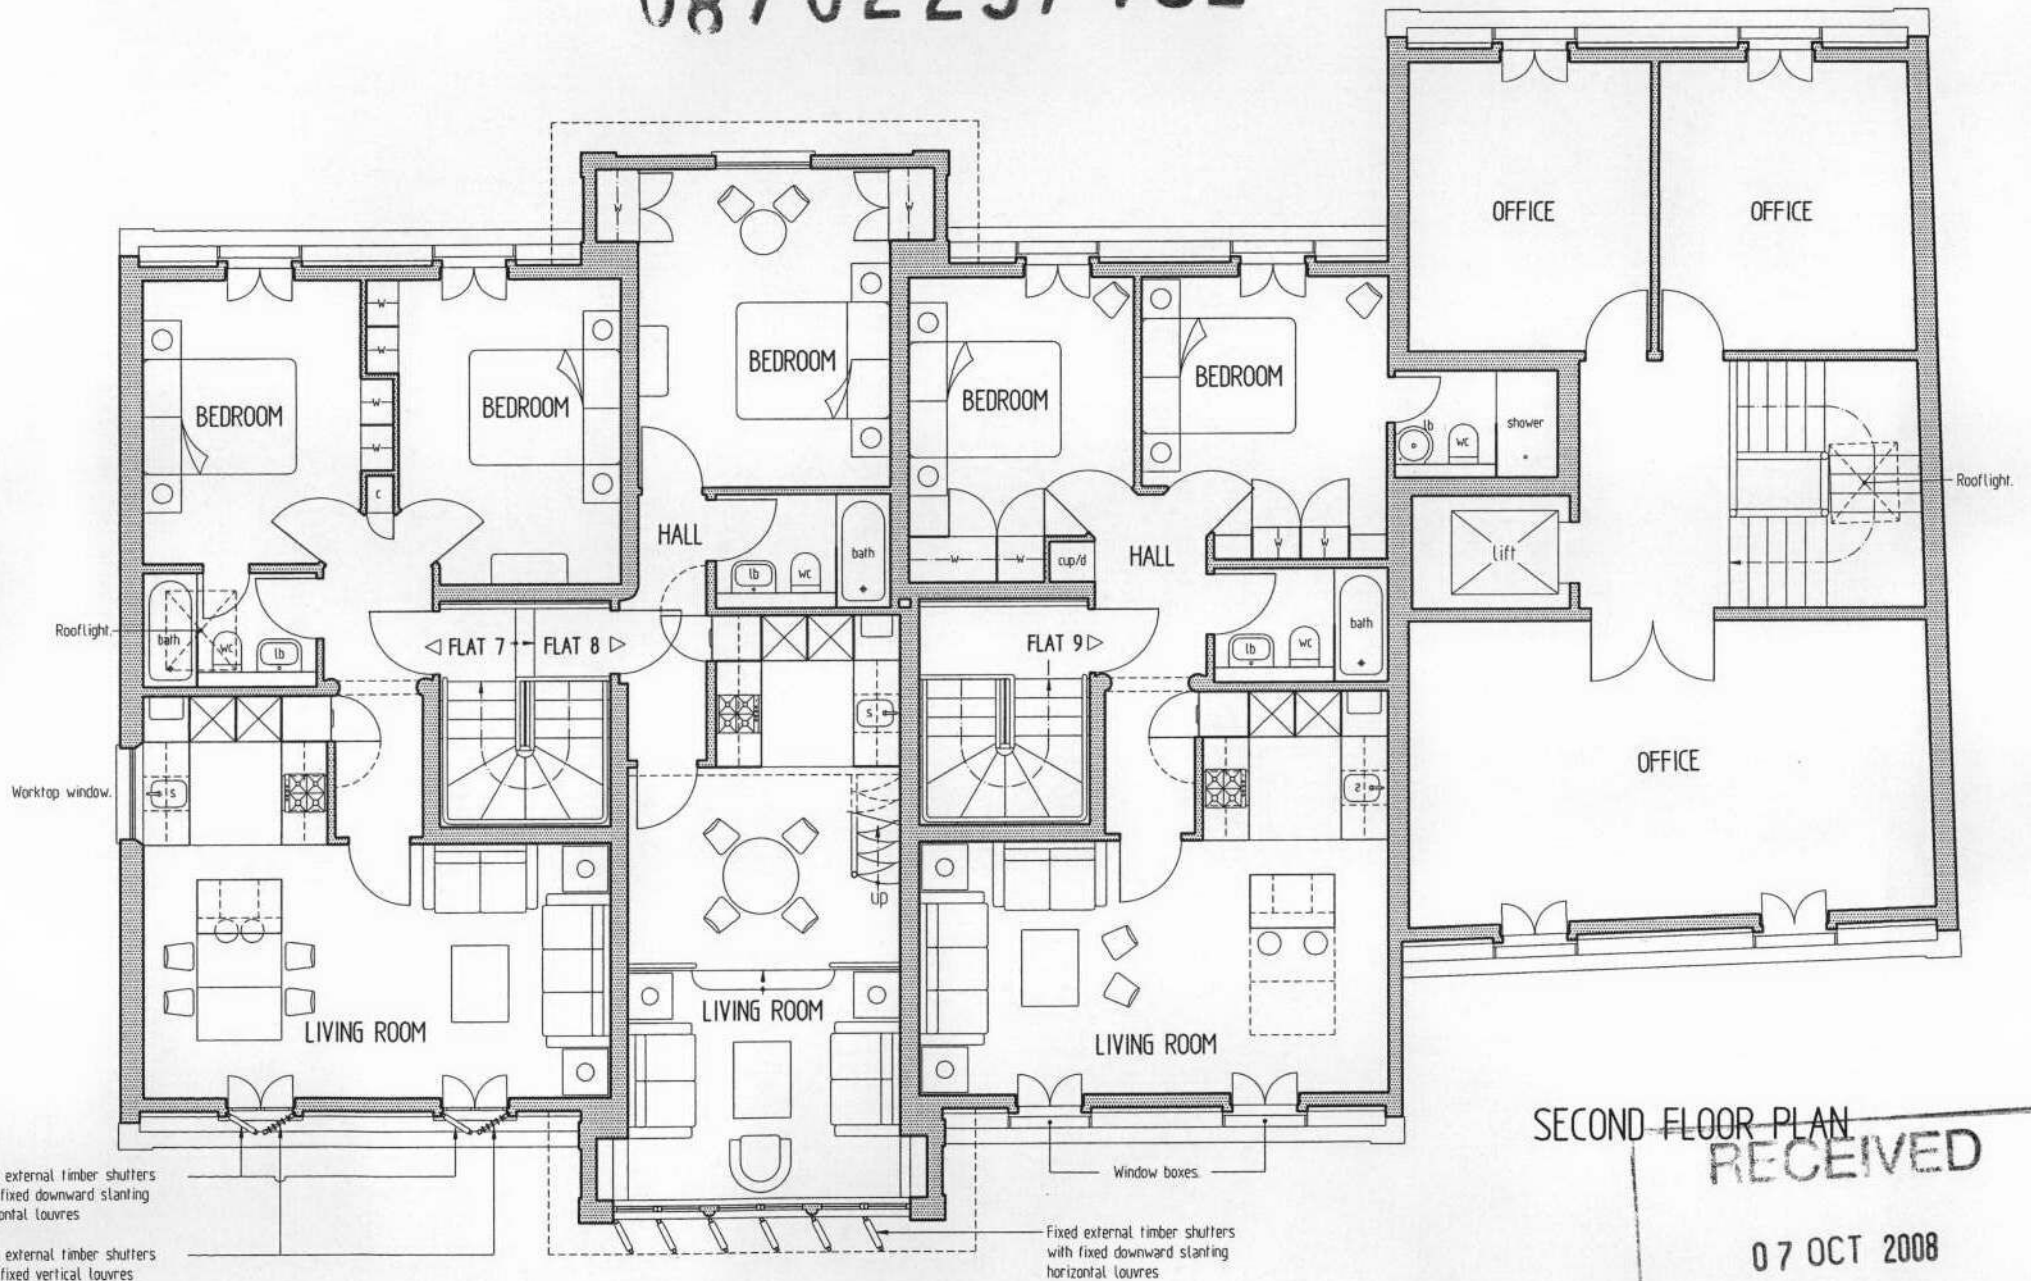 OFFICE
OFFICE
W
W
BEDROOM
BEDROOM
BEDROOM
BEDROOM
BEDROOM
W
W
W
W
C
lb
WC
shower
Rooflight.
HALL
lb
WC
bath
W
W
cup/d
HALL
W
W
lift
Rooflight.
bath
WC
lb
FLAT 7
FLAT 8
FLAT 9
lb
WC
bath
S
S
S
Worktop window.
OFFICE
UP
LIVING ROOM
LIVING ROOM
LIVING ROOM
SECOND FLOOR PLAN
RECEIVED
07 OCT 2008
external timber shutters
fixed downward slanting
louvres
external timber shutters
fixed vertical louvres
Window boxes.
Fixed external timber shutters
with fixed downward slanting
horizontal louvres